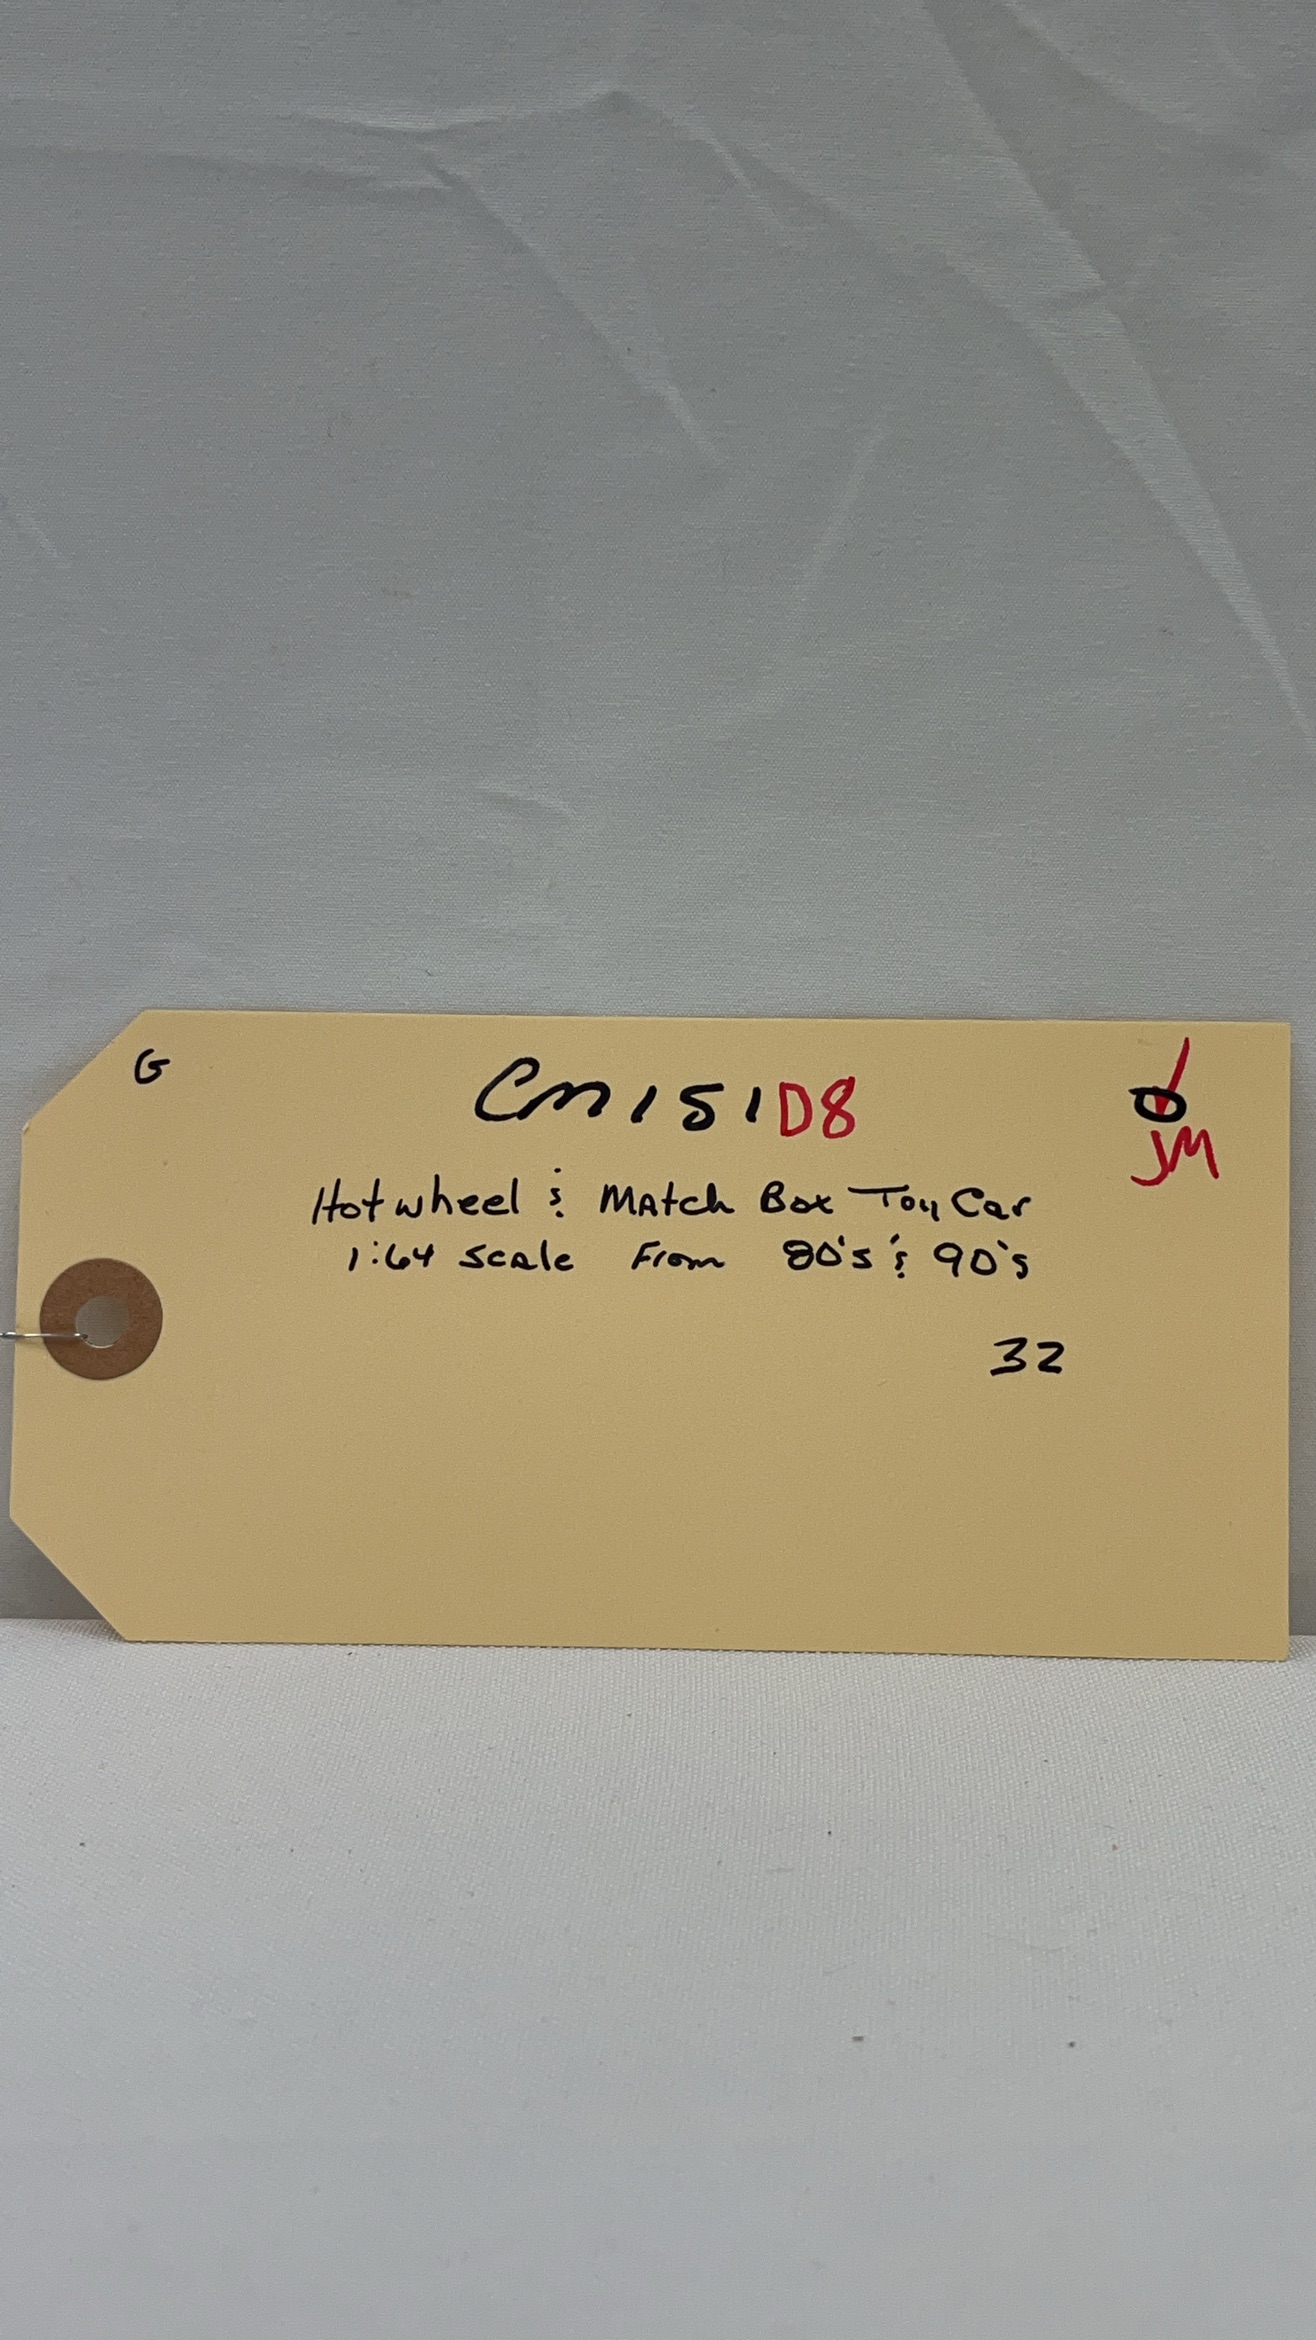 G
Cm151D8
O
JM
Hotwheel & MAtch Box Toy Car
1:64 scale From 80's & 90's
32